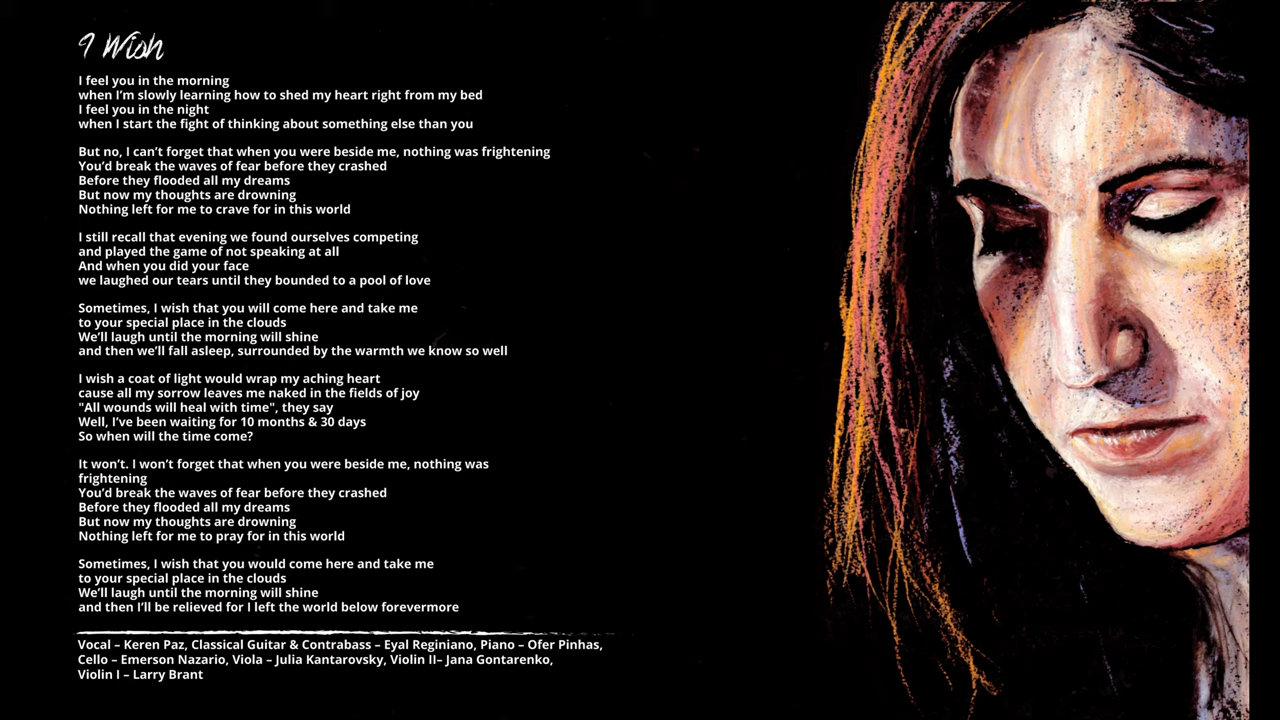 I Wish
I feel you in the morning
when I’m slowly learning how to shed my heart right from my bed
I feel you in the night
when I start the fight of thinking about something else than you
But no, I can’t forget that when you were beside me, nothing was frightening
You’d break the waves of fear before they crashed
Before they flooded all my dreams
But now my thoughts are drowning
Nothing left for me to crave for in this world
I still recall that evening we found ourselves competing
and played the game of not speaking at all
And when you did your face
we laughed our tears until they bounded to a pool of love
Sometimes, I wish that you will come here and take me
to your special place in the clouds
We’ll laugh until the morning will shine
and then we’ll fall asleep, surrounded by the warmth we know so well
I wish a coat of light would wrap my aching heart
cause all my sorrow leaves me naked in the fields of joy
"All wounds will heal with time", they say
Well, I’ve been waiting for 10 months & 30 days
So when will the time come?
It won’t. I won’t forget that when you were beside me, nothing was
frightening
You’d break the waves of fear before they crashed
Before they flooded all my dreams
But now my thoughts are drowning
Nothing left for me to pray for in this world
Sometimes, I wish that you would come here and take me
to your special place in the clouds
We’ll laugh until the morning will shine
and then I’ll be relieved for I left the world below forevermore
Vocal – Keren Paz, Classical Guitar & Contrabass – Eyal Reginiano, Piano – Ofer Pinhas,
Cello – Emerson Nazario, Viola – Julia Kantarovsky, Violin II– Jana Gontarenko,
Violin I – Larry Brant